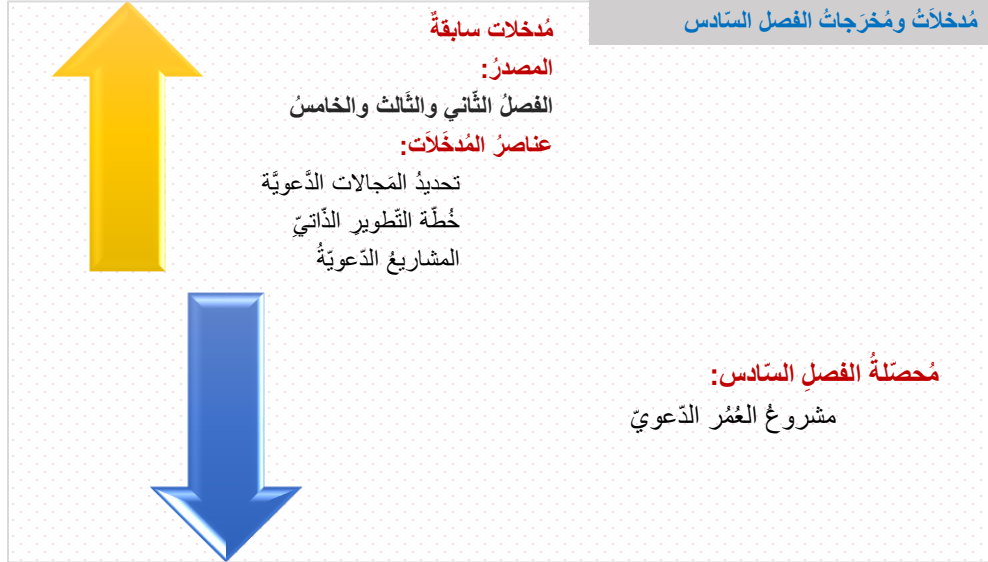 مُدخلاَتُ ومُخرَجاتُ الفصل السّادس
مُدخلات سابقةٌ
المصدرُ:
الفصلُ الثّاني والثَالث والخامسُ
عناصرُ المُدخَلاَت:
تحديدُ المَجالات الدَّعويَّة
خُطّة التّطويرِ الذّاتيّ
المشاريعُ الدّعويّةُ
مُحصّلةُ الفصلِ السّادس:
مشروعُ العُمُر الدّعويّ